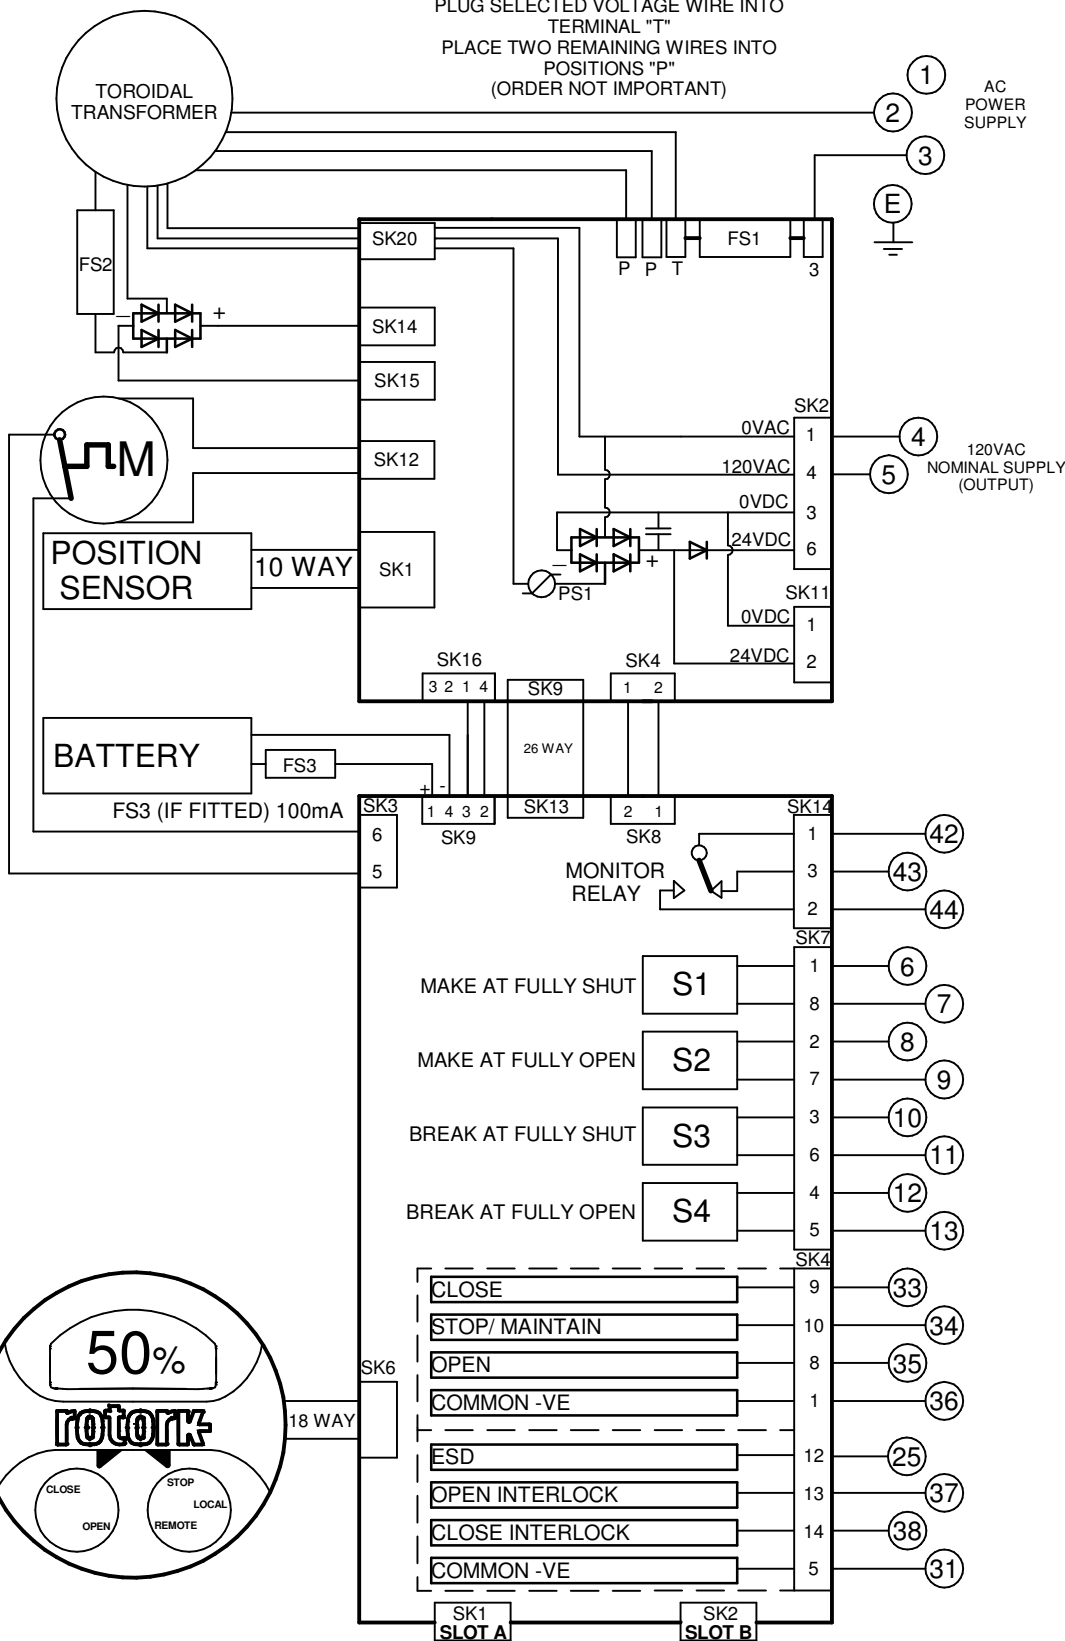 PLUG SELECTED VOLTAGE WIRE INTO
TERMINAL "T"
PLACE TWO REMAINING WIRES INTO
POSITIONS "P"
(ORDER NOT IMPORTANT)
TOROIDAL
TRANSFORMER
1
2
3
AC
POWER
SUPPLY
E
FS2
SK20
P P T
FS1
3
− +
SK14
SK15
M
SK12
SK2
0VAC 1
4
120VAC 4
5
120VAC
NOMINAL SUPPLY
(OUTPUT)
0VDC 3
24VDC 6
− +
PS1
POSITION
SENSOR
10 WAY
SK1
SK11
0VDC 1
24VDC 2
SK16
3 2 1 4
SK9
SK4
1 2
BATTERY
FS3
26 WAY
FS3 (IF FITTED) 100mA
+ -
SK3
6
5
1 4 3 2
SK9
SK13
2 1
SK8
SK14
MONITOR
RELAY
1 42
3 43
2 44
SK7
MAKE AT FULLY SHUT S1
1 6
8 7
MAKE AT FULLY OPEN S2
2 8
7 9
BREAK AT FULLY SHUT S3
3 10
6 11
BREAK AT FULLY OPEN S4
4 12
5 13
SK4
CLOSE 9 33
STOP/ MAINTAIN 10 34
OPEN 8 35
COMMON -VE 1 36
ESD 12 25
OPEN INTERLOCK 13 37
CLOSE INTERLOCK 14 38
COMMON -VE 5 31
50%
rotork
CLOSE
OPEN
STOP
LOCAL
REMOTE
18 WAY
SK6
SK1
SLOT A
SK2
SLOT B